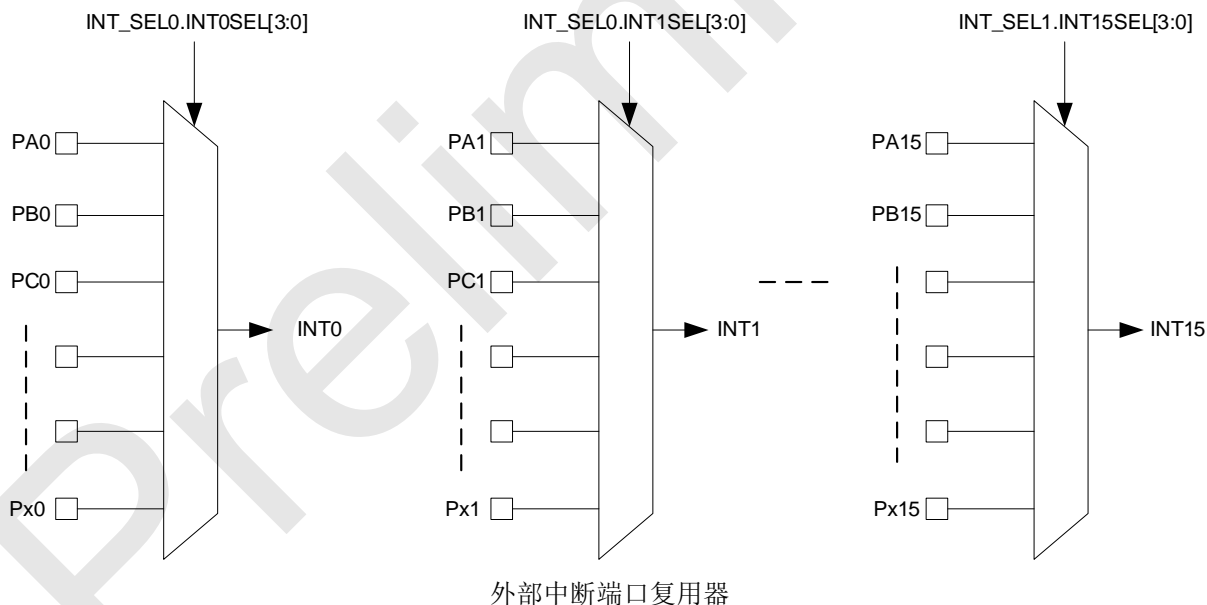 INT_SEL0.INT0SEL[3:0]
INT_SEL0.INT1SEL[3:0]
INT_SEL1.INT15SEL[3:0]
PA0
PB0
PC0
Px0
INT0
PA1
PB1
PC1
Px1
INT1
PA15
PB15
Px15
INT15
外部中断端口复用器
Prelim